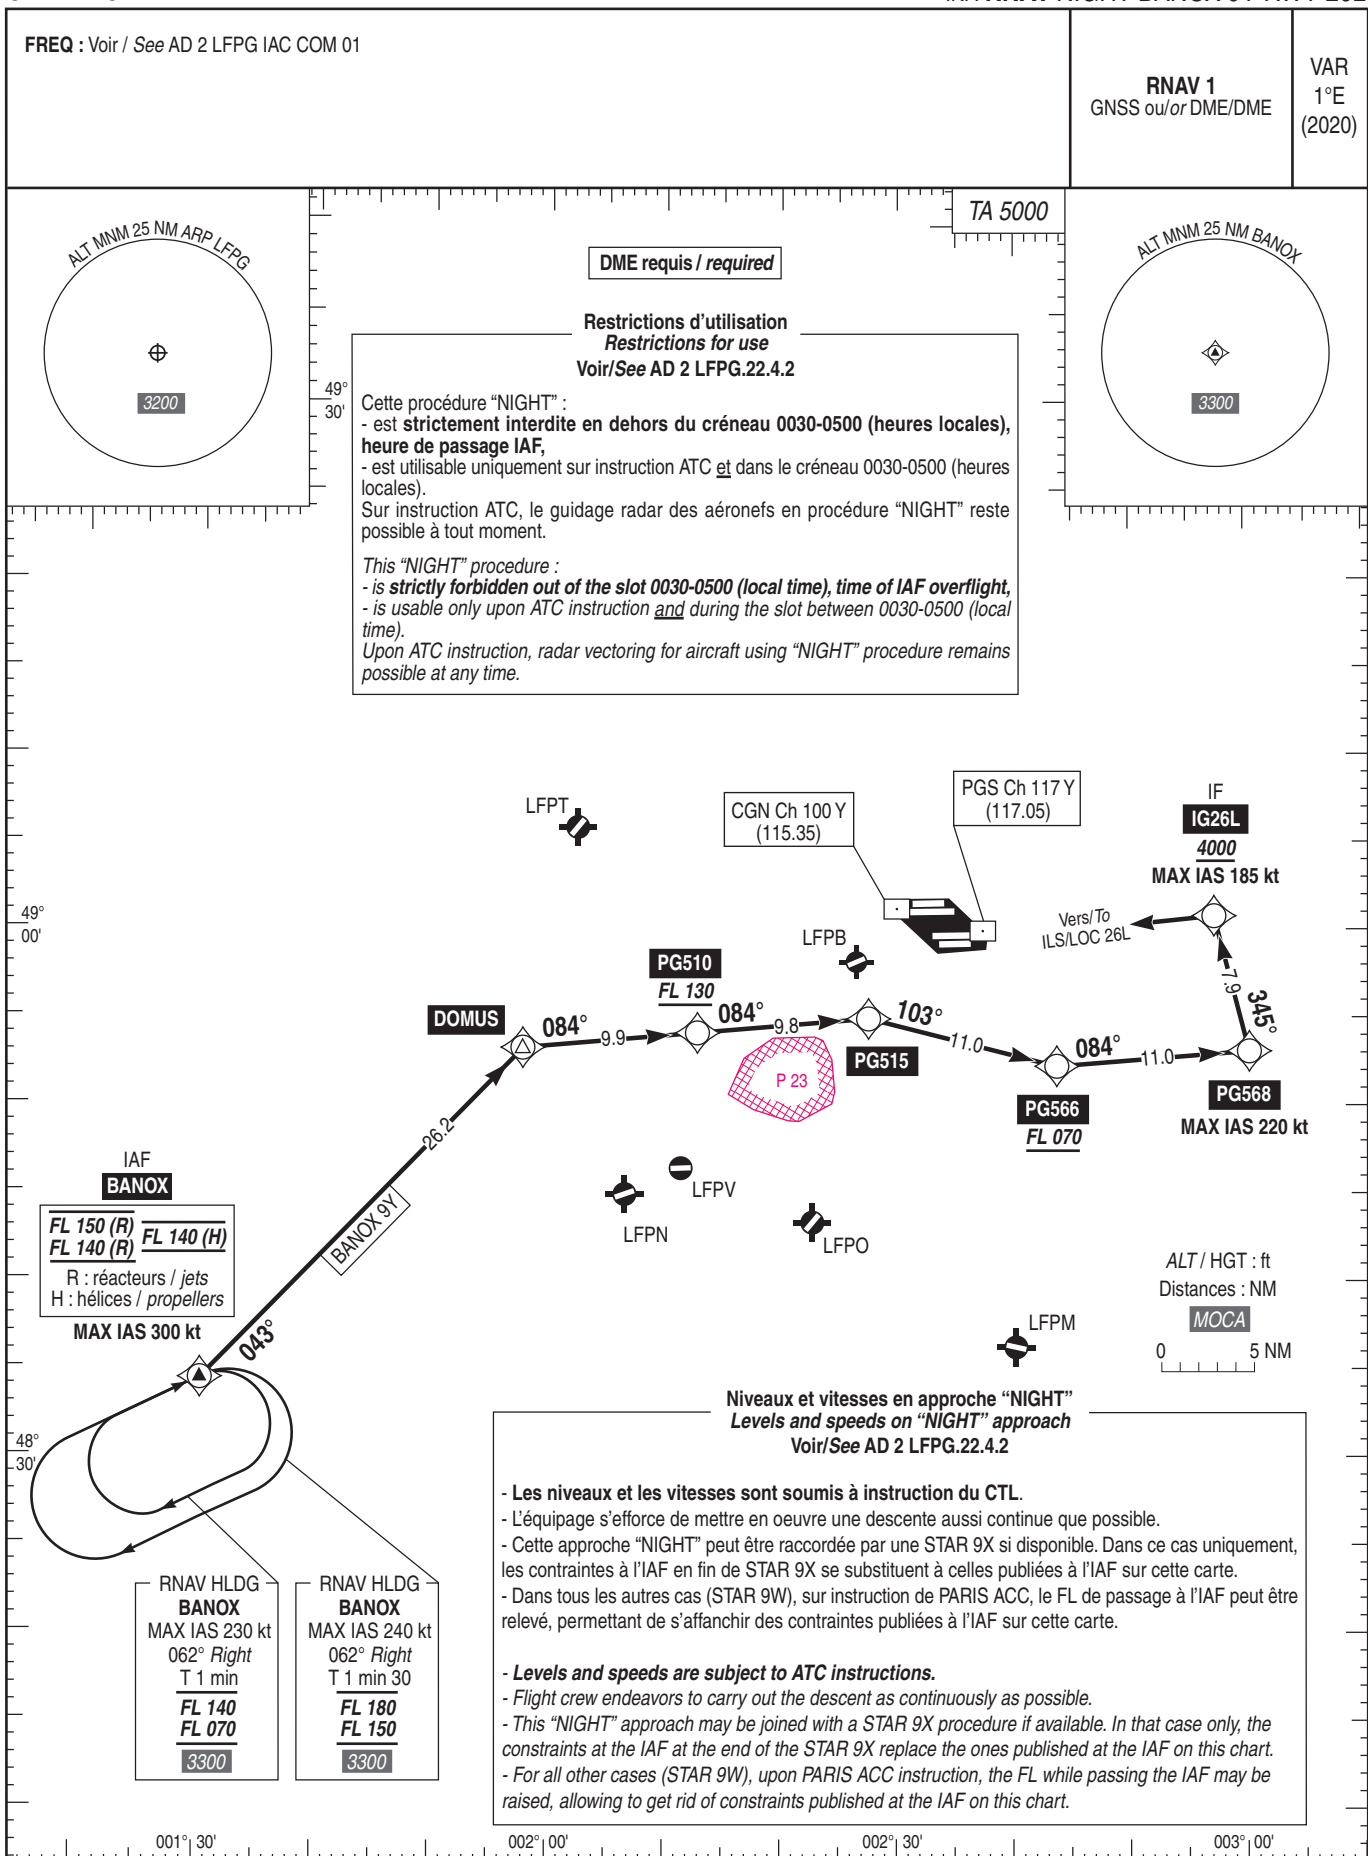 FREQ : Voir / See AD 2 LFPG IAC COM 01
RNAV 1
GNSS ou/or DME/DME
VAR
1°E
(2020)
TA 5000
ALT MNM 25 NM ARP LFPG
3200
ALT MNM 25 NM BANOX
3300
DME requis / required
Restrictions d'utilisation
Restrictions for use
Voir/See AD 2 LFPG.22.4.2
Cette procédure “NIGHT” :
- est strictement interdite en dehors du créneau 0030-0500 (heures locales),
heure de passage IAF,
- est utilisable uniquement sur instruction ATC et dans le créneau 0030-0500 (heures
locales).
Sur instruction ATC, le guidage radar des aéronefs en procédure “NIGHT” reste
possible à tout moment.
This “NIGHT” procedure :
- is strictly forbidden out of the slot 0030-0500 (local time), time of IAF overflight,
- is usable only upon ATC instruction and during the slot between 0030-0500 (local
time).
Upon ATC instruction, radar vectoring for aircraft using “NIGHT” procedure remains
possible at any time.
49°
30'
LFPT
CGN Ch 100 Y
(115.35)
PGS Ch 117 Y
(117.05)
IF
IG26L
4000
MAX IAS 185 kt
49°
00'
Vers/To
ILS/LOC 26L
LFPB
PG510
FL 130
DOMUS
084°
9.9
084°
9.8
103°
11.0
084°
11.0
7.9
345°
PG515
P 23
PG566
FL 070
PG568
MAX IAS 220 kt
26.2
BANOX 9Y
043°
IAF
BANOX
FL 150 (R)
FL 140 (R)
FL 140 (H)
R : réacteurs / jets
H : hélices / propellers
MAX IAS 300 kt
LFPV
LFPN
LFPO
LFPM
ALT / HGT : ft
Distances : NM
MOCA
0 5 NM
48°
30'
RNAV HLDG
BANOX
MAX IAS 230 kt
062° Right
T 1 min
FL 140
FL 070
3300
RNAV HLDG
BANOX
MAX IAS 240 kt
062° Right
T 1 min 30
FL 180
FL 150
3300
Niveaux et vitesses en approche “NIGHT”
Levels and speeds on “NIGHT” approach
Voir/See AD 2 LFPG.22.4.2
- Les niveaux et les vitesses sont soumis à instruction du CTL.
- L'équipage s'efforce de mettre en oeuvre une descente aussi continue que possible.
- Cette approche “NIGHT” peut être raccordée par une STAR 9X si disponible. Dans ce cas uniquement,
les contraintes à l'IAF en fin de STAR 9X se substituent à celles publiées à l'IAF sur cette carte.
- Dans tous les autres cas (STAR 9W), sur instruction de PARIS ACC, le FL de passage à l'IAF peut être
relevé, permettant de s'affanchir des contraintes publiées à l'IAF sur cette carte.
- Levels and speeds are subject to ATC instructions.
- Flight crew endeavors to carry out the descent as continuously as possible.
- This “NIGHT” approach may be joined with a STAR 9X procedure if available. In that case only, the
constraints at the IAF at the end of the STAR 9X replace the ones published at the IAF on this chart.
- For all other cases (STAR 9W), upon PARIS ACC instruction, the FL while passing the IAF may be
raised, allowing to get rid of constraints published at the IAF on this chart.
001° 30'
002° 00'
002° 30'
003° 00'